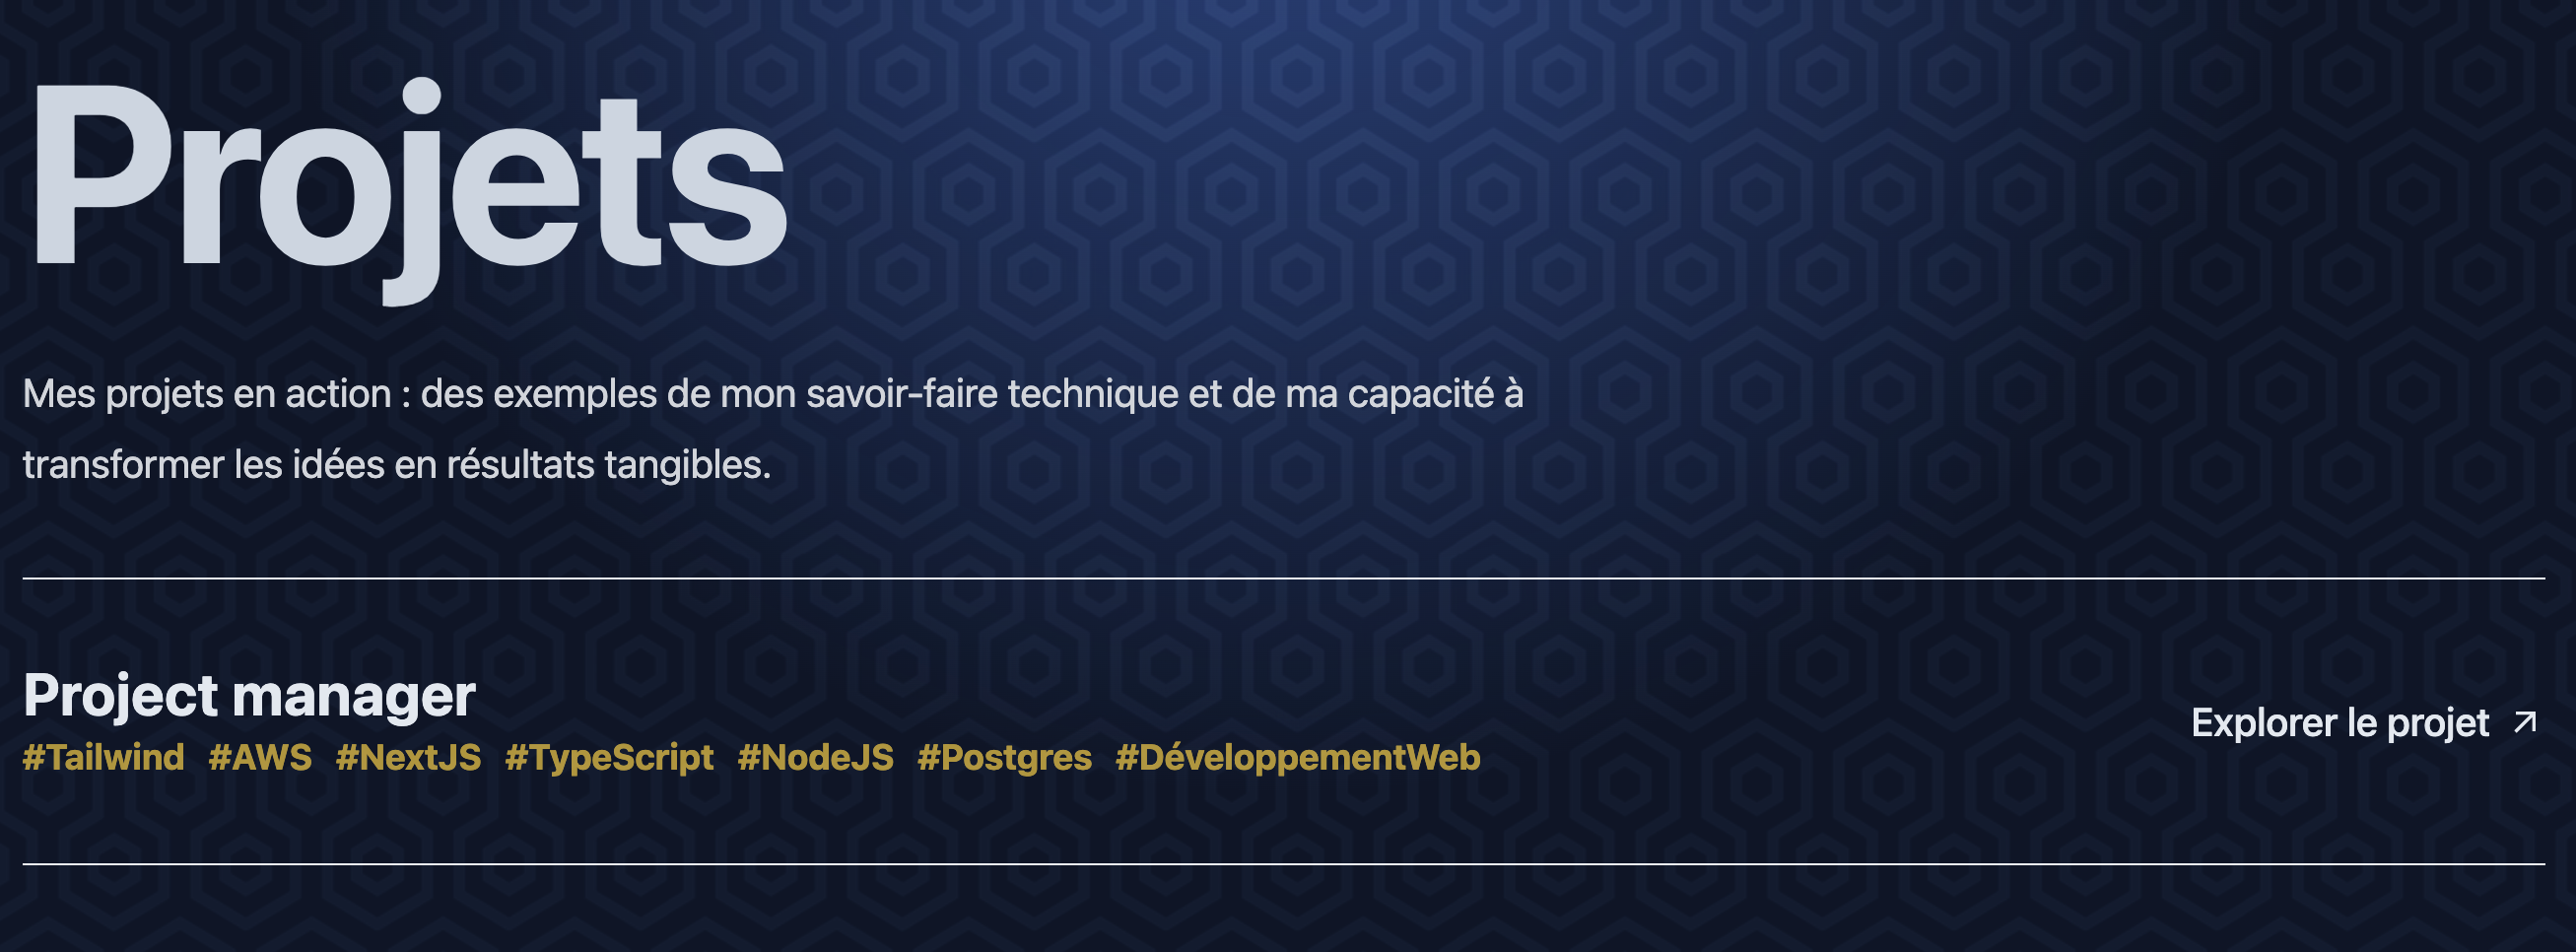 Projets
Mes projets en action : des exemples de mon savoir-faire technique et de ma capacité à
transformer les idées en résultats tangibles.
Project manager
#Tailwind #AWS #NextJS #TypeScript #NodeJS #Postgres #DéveloppementWeb
Explorer le projet